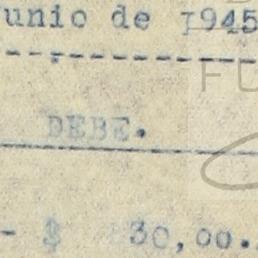 unio de 1945
DEBE.
- $ 30,00.